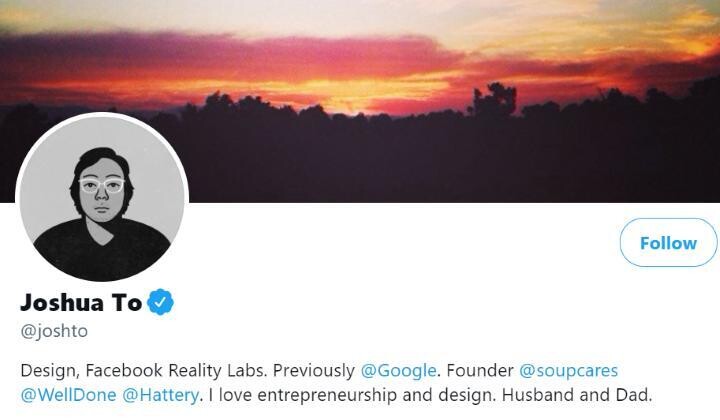 Follow
Joshua To
@joshto
Design, Facebook Reality Labs. Previously @Google. Founder @soupcares
@WellDone @Hattery. I love entrepreneurship and design. Husband and Dad.